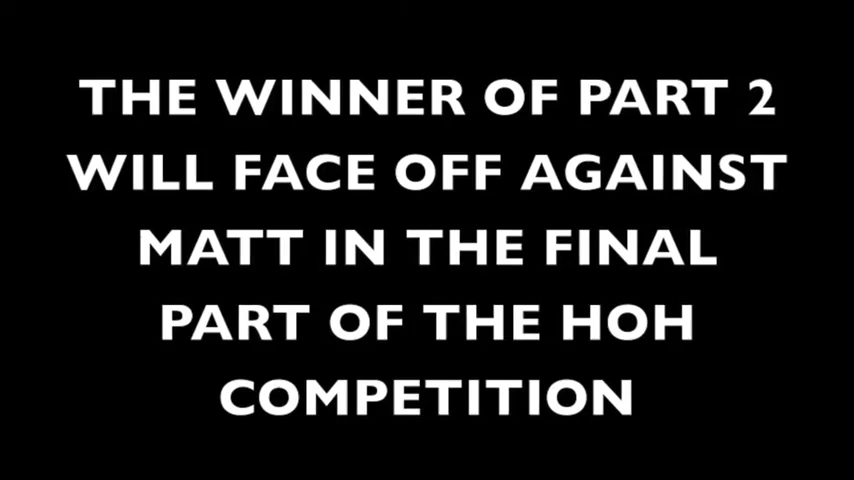 THE WINNER OF PART 2
WILL FACE OFF AGAINST
MATT IN THE FINAL
PART OF THE HOH
COMPETITION